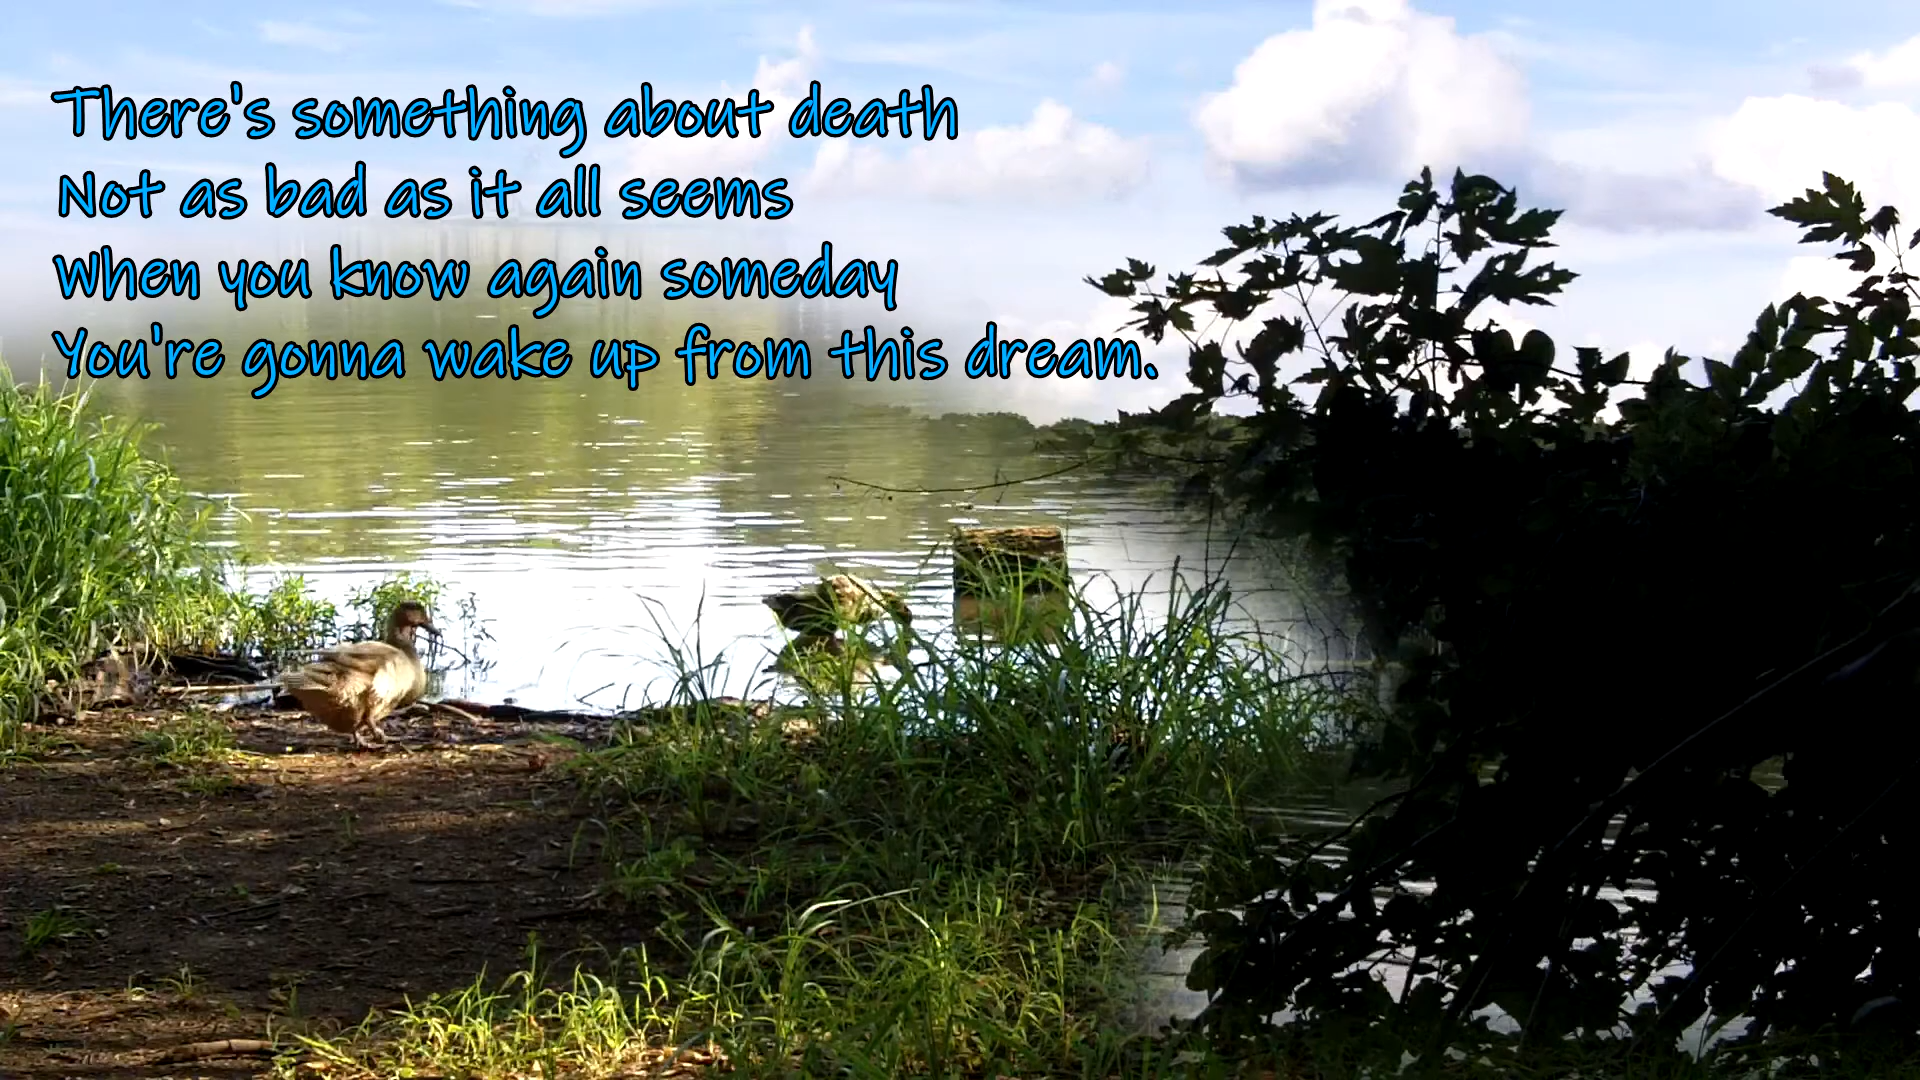 There's something about death
Not as bad as it all seems
When you know again someday
You're gonna wake up from this dream.